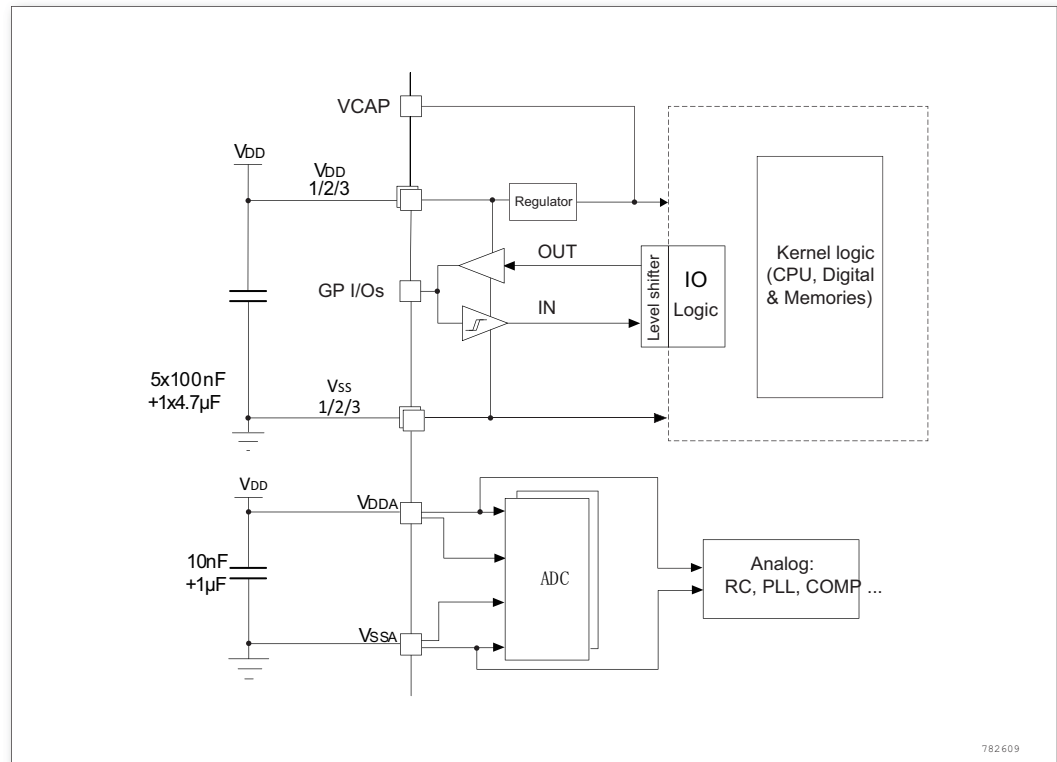 VCAP
VDD
VDD
1/2/3
Regulator
OUT
GP I/Os
IN
Level shifter
IO
Logic
Kernel logic
(CPU, Digital
& Memories)
5x100nF
+1x4.7µF
VSS
1/2/3
VDD
VDDA
10nF
+1µF
ADC
Analog:
RC, PLL, COMP ...
VSSA
782609